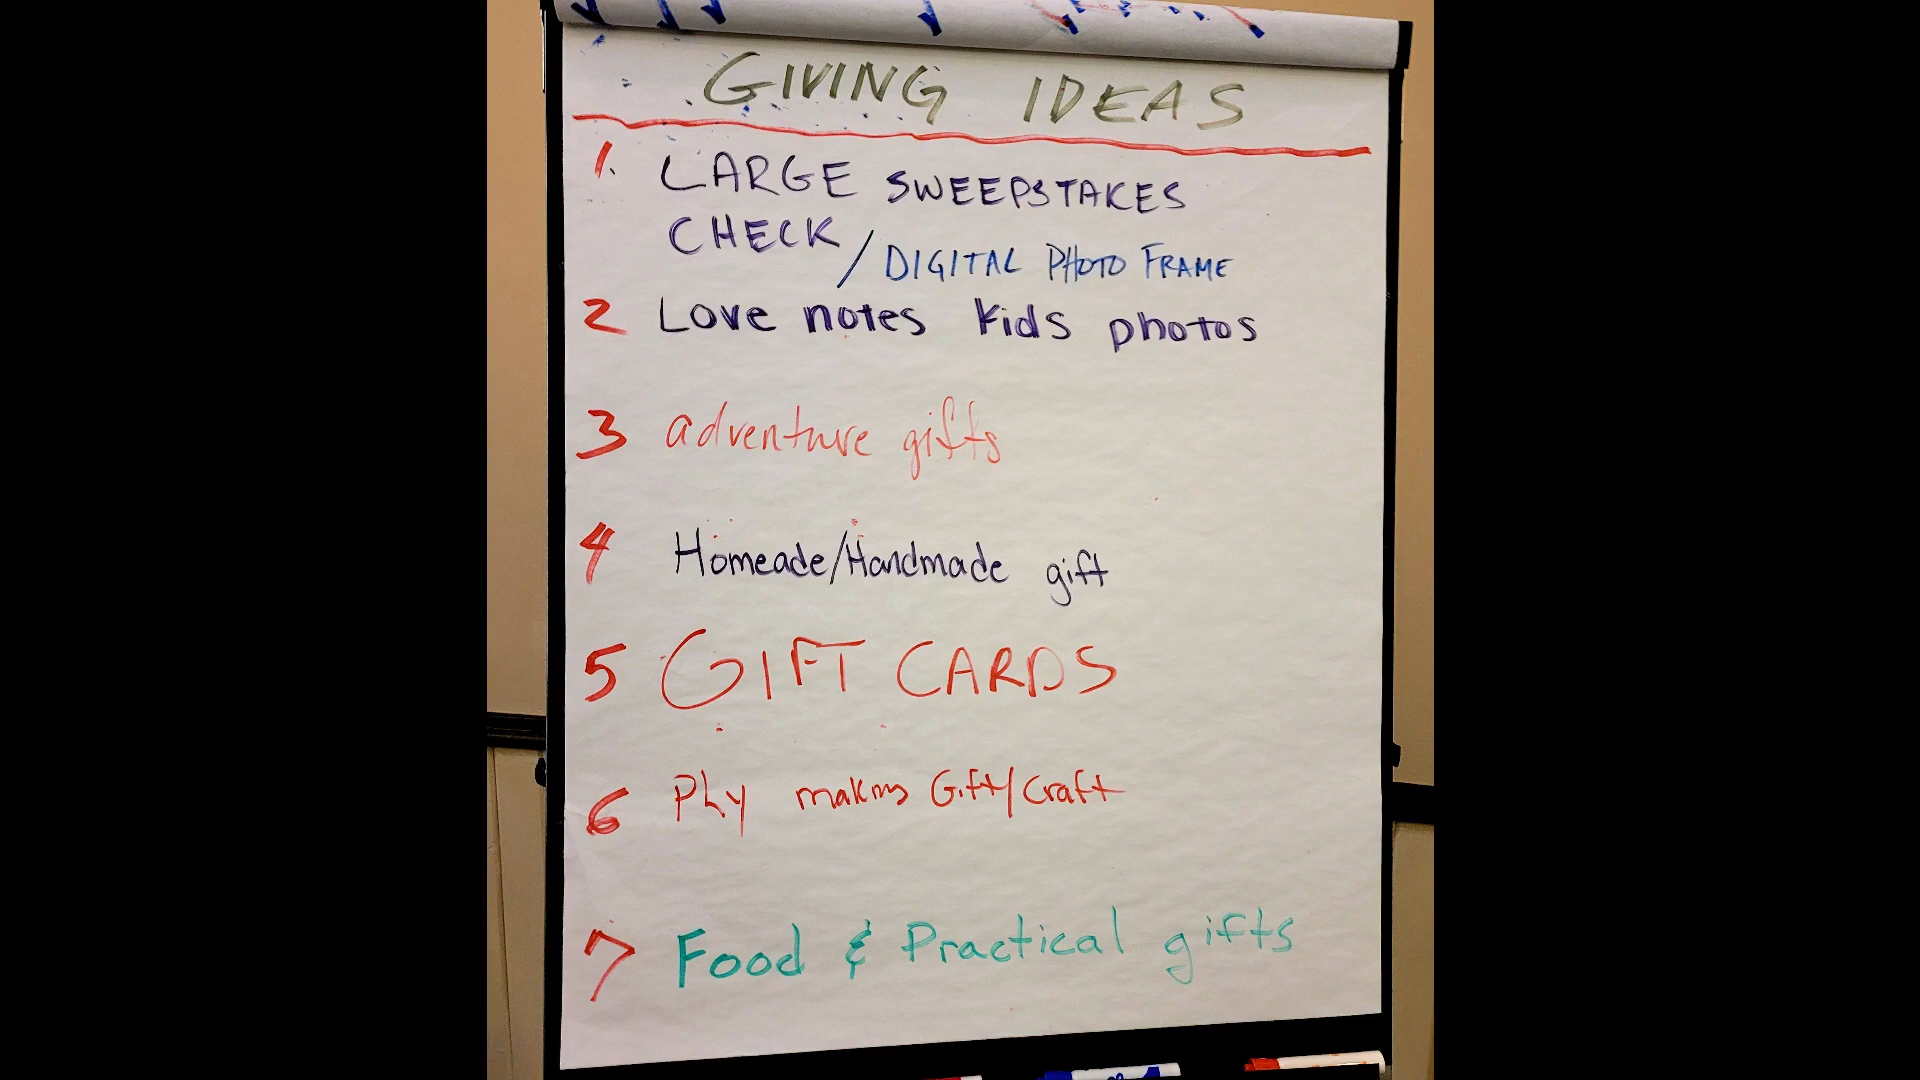 GIVING IDEAS
1. LARGE SWEEPSTAKES
CHECK / DIGITAL PHOTO FRAME
2 Love notes kids photos
3 adventure gifts
4 Homeade/Handmade gift
5 GIFT CARDS
6 making Gift/Craft
7 Food & Practical gifts